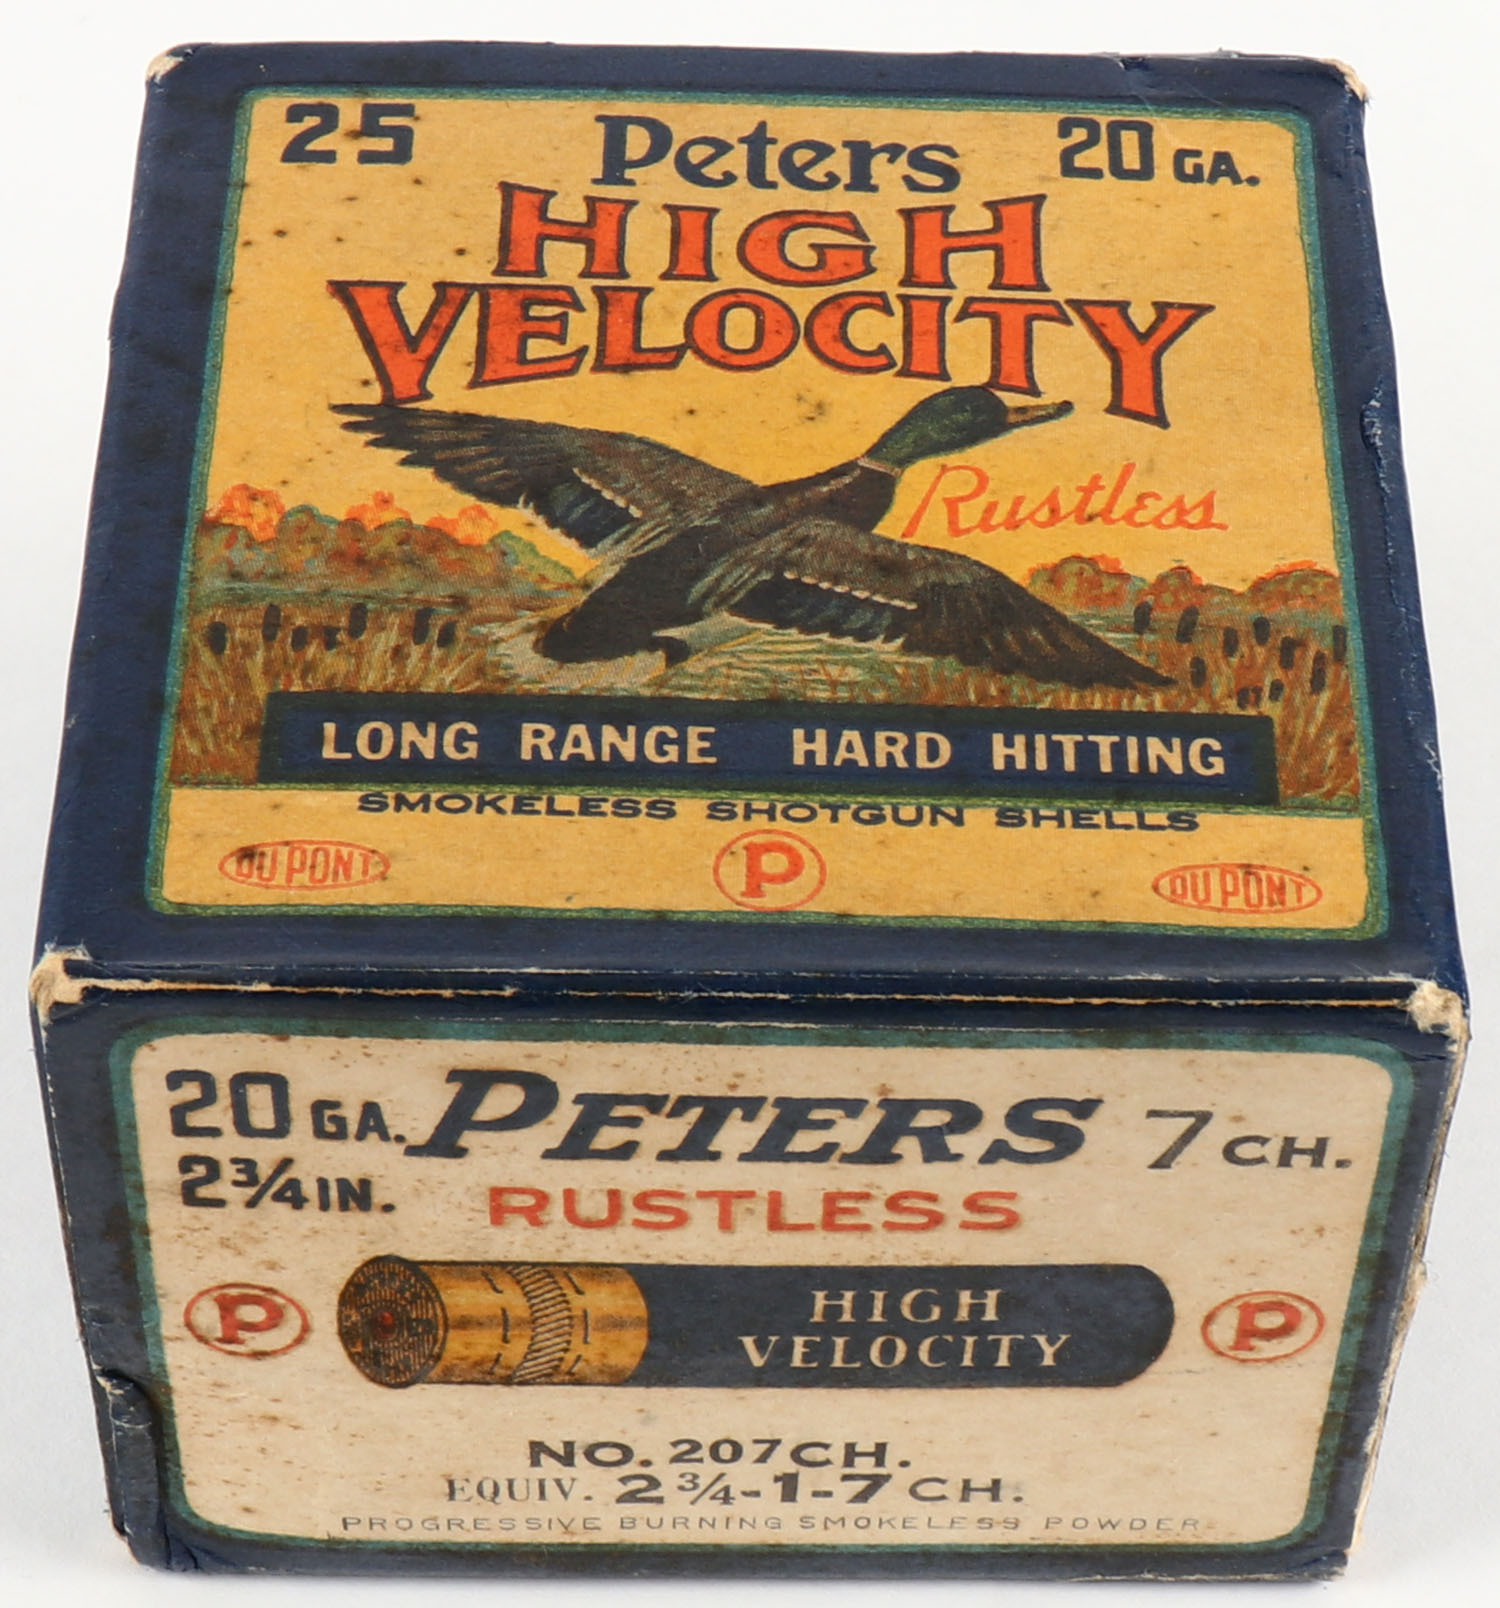 25 Peters 20 GA.
HIGH
VELOCITY
Rustless
LONG RANGE HARD HITTING
SMOKELESS SHOTGUN SHELLS
DU PONT P DU PONT
20 GA. PETERS 7 CH.
2¾ IN.
RUSTLESS
P HIGH P
VELOCITY
NO. 207 CH.
EQUIV. 2¾-1-7 CH.
PROGRESSIVE BURNING SMOKELESS POWDER